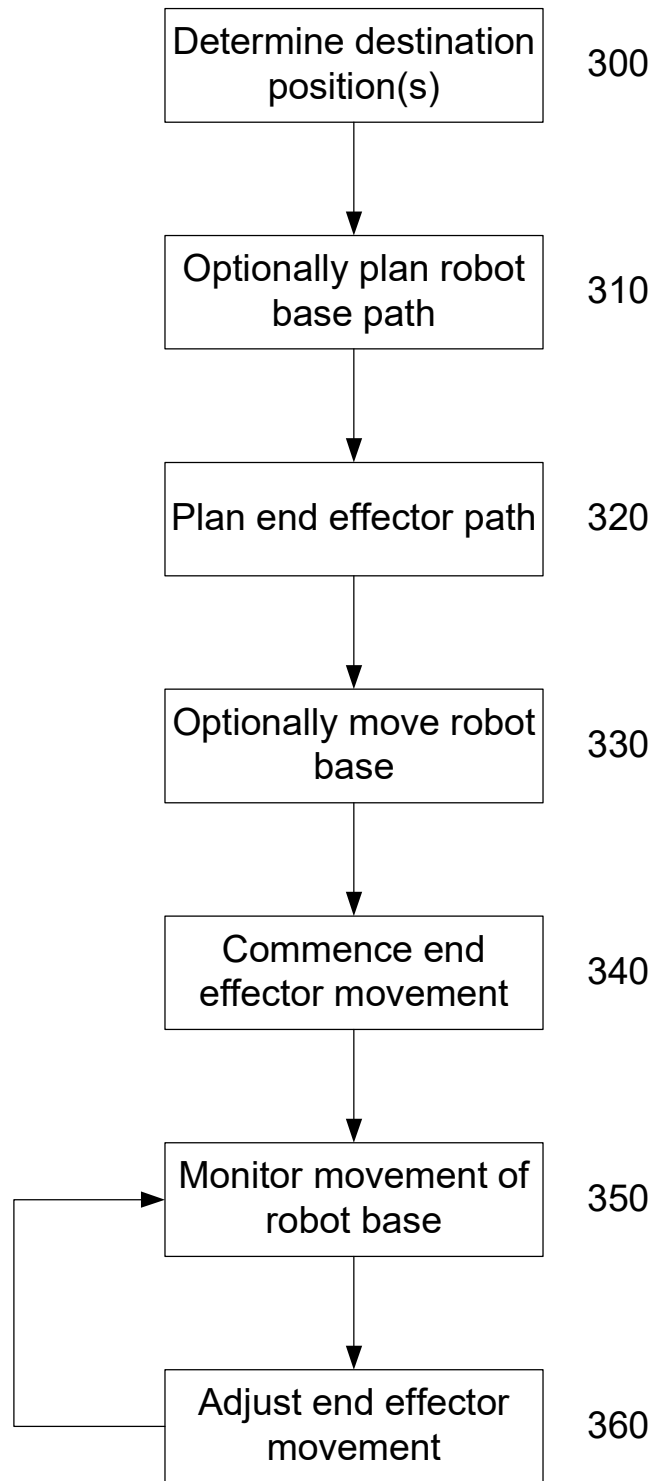 Determine destination
position(s)
300
Optionally plan robot
base path
310
Plan end effector path
320
Optionally move robot
base
330
Commence end
effector movement
340
Monitor movement of
robot base
350
Adjust end effector
movement
360